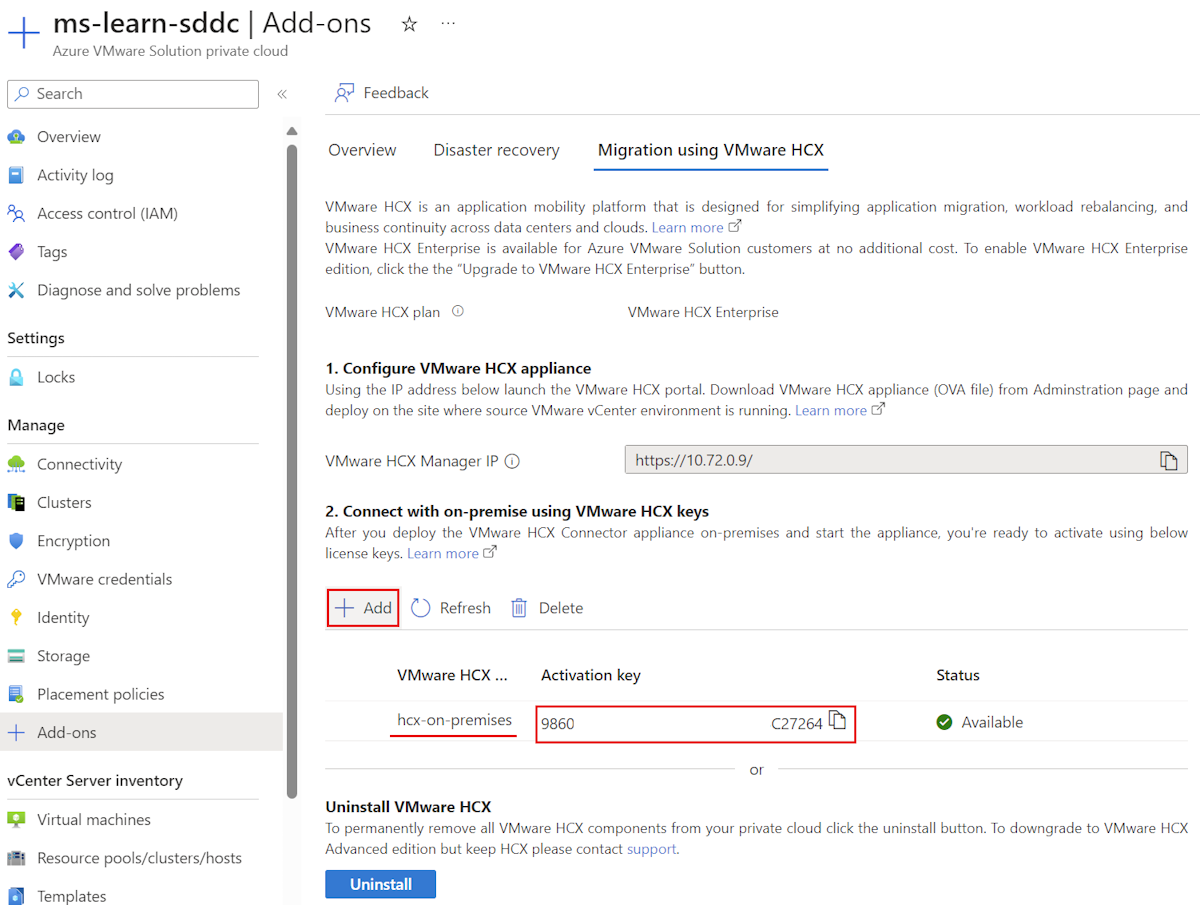 ms-learn-sddc | Add-ons ☆ ...
Azure VMware Solution private cloud
Search «
Overview
Activity log
Access control (IAM)
Tags
Diagnose and solve problems
Settings
Locks
Manage
Connectivity
Clusters
Encryption
VMware credentials
Identity
Storage
Placement policies
Add-ons
vCenter Server inventory
Virtual machines
Resource pools/clusters/hosts
Templates
Feedback
Overview Disaster recovery Migration using VMware HCX
VMware HCX is an application mobility platform that is designed for simplifying application migration, workload rebalancing, and
business continuity across data centers and clouds. Learn more
VMware HCX Enterprise is available for Azure VMware Solution customers at no additional cost. To enable VMware HCX Enterprise
edition, click the the “Upgrade to VMware HCX Enterprise” button.
VMware HCX plan VMware HCX Enterprise
1. Configure VMware HCX appliance
Using the IP address below launch the VMware HCX portal. Download VMware HCX appliance (OVA file) from Adminstration page and
deploy on the site where source VMware vCenter environment is running. Learn more
VMware HCX Manager IP https://10.72.0.9/
2. Connect with on-premise using VMware HCX keys
After you deploy the VMware HCX Connector appliance on-premises and start the appliance, you're ready to activate using below
license keys. Learn more
Add Refresh Delete
VMware HCX ... Activation key Status
hcx-on-premises 9860 C27264 Available
or
Uninstall VMware HCX
To permanently remove all VMware HCX components from your private cloud click the uninstall button. To downgrade to VMware HCX
Advanced edition but keep HCX please contact support.
Uninstall